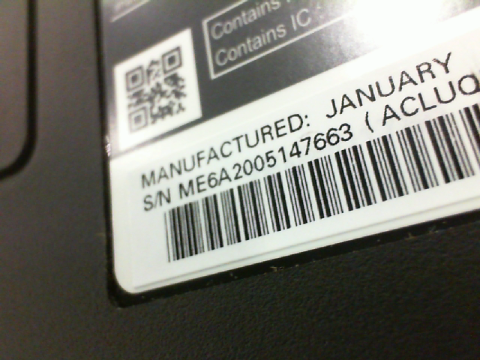 Contains
Contains IC
MANUFACTURED: JANUARY
S/N ME6A2005147663 (ACLUQ